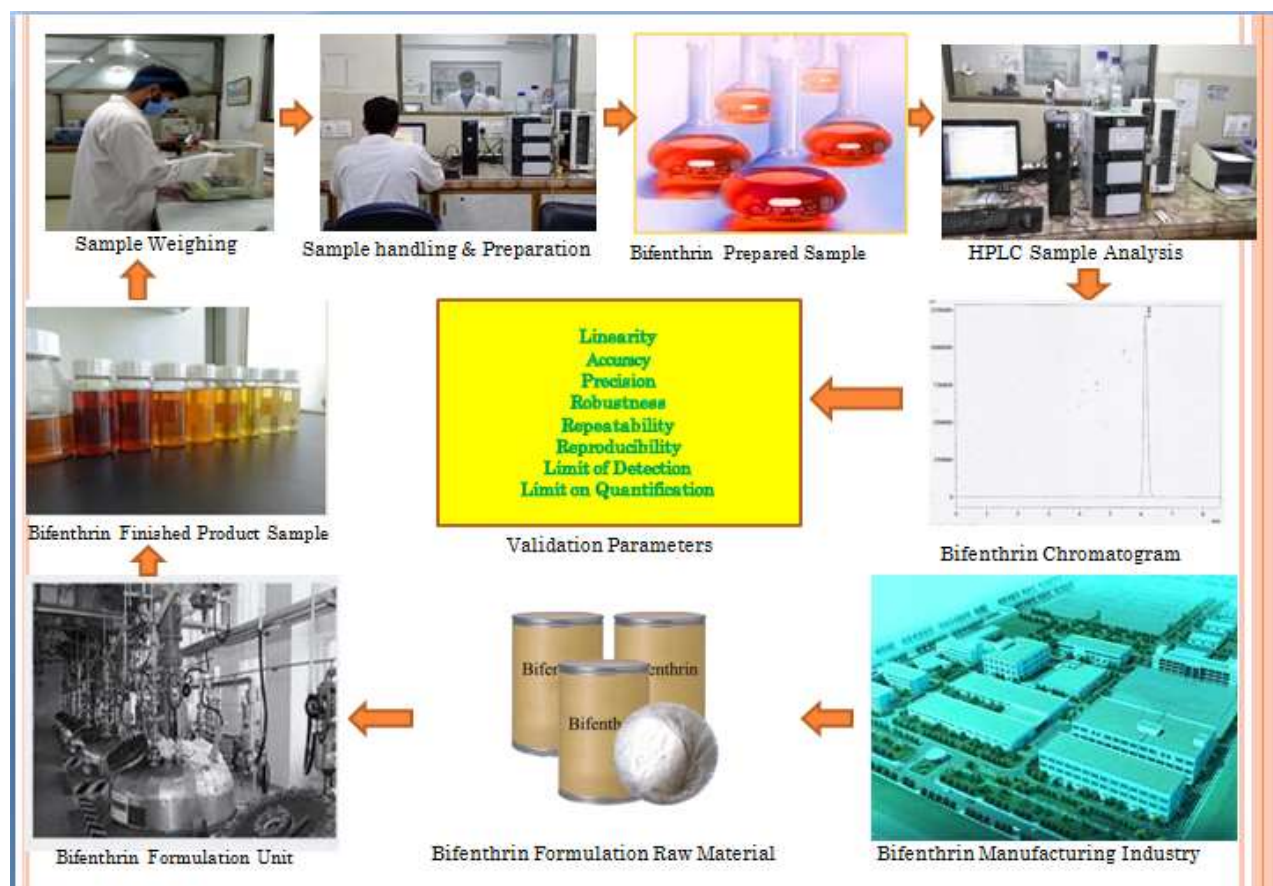 Sample Weighing
Sample handling & Preparation
Bifenthrin Prepared Sample
HPLC Sample Analysis
Linearity
Accuracy
Precision
Robustness
Repeatability
Reproducibility
Limit of Detection
Limit on Quantification
Validation Parameters
Bifenthrin Chromatogram
Bifenthrin Finished Product Sample
Bifenthrin Formulation Unit
Bifenthrin
Bifenthrin Formulation Raw Material
Bifenthrin Manufacturing Industry